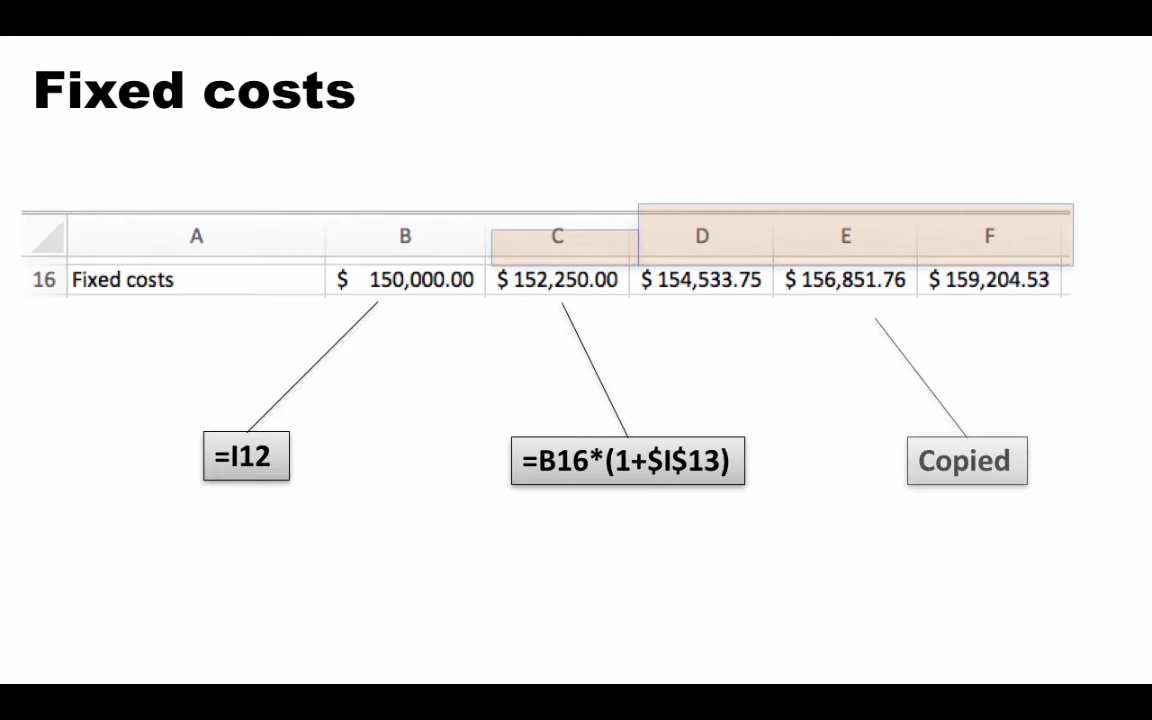 Fixed costs
A B C D E F
16 Fixed costs $ 150,000.00 $ 152,250.00 $ 154,533.75 $ 156,851.76 $ 159,204.53
=I12 =B16*(1+$I$13) Copied